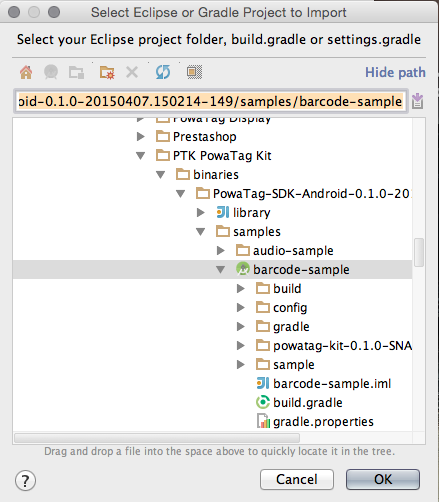 Select Eclipse or Gradle Project to Import
Select your Eclipse project folder, build.gradle or settings.gradle
Hide path
oid-0.1.0-20150407.150214-149/samples/barcode-sample
PowaTag Display
Prestashop
PTK PowaTag Kit
binaries
PowaTag-SDK-Android-0.1.0-20
library
samples
audio-sample
barcode-sample
build
config
gradle
powatag-kit-0.1.0-SNA
sample
barcode-sample.iml
build.gradle
gradle.properties
Drag and drop a file into the space above to quickly locate it in the tree.
? Cancel OK